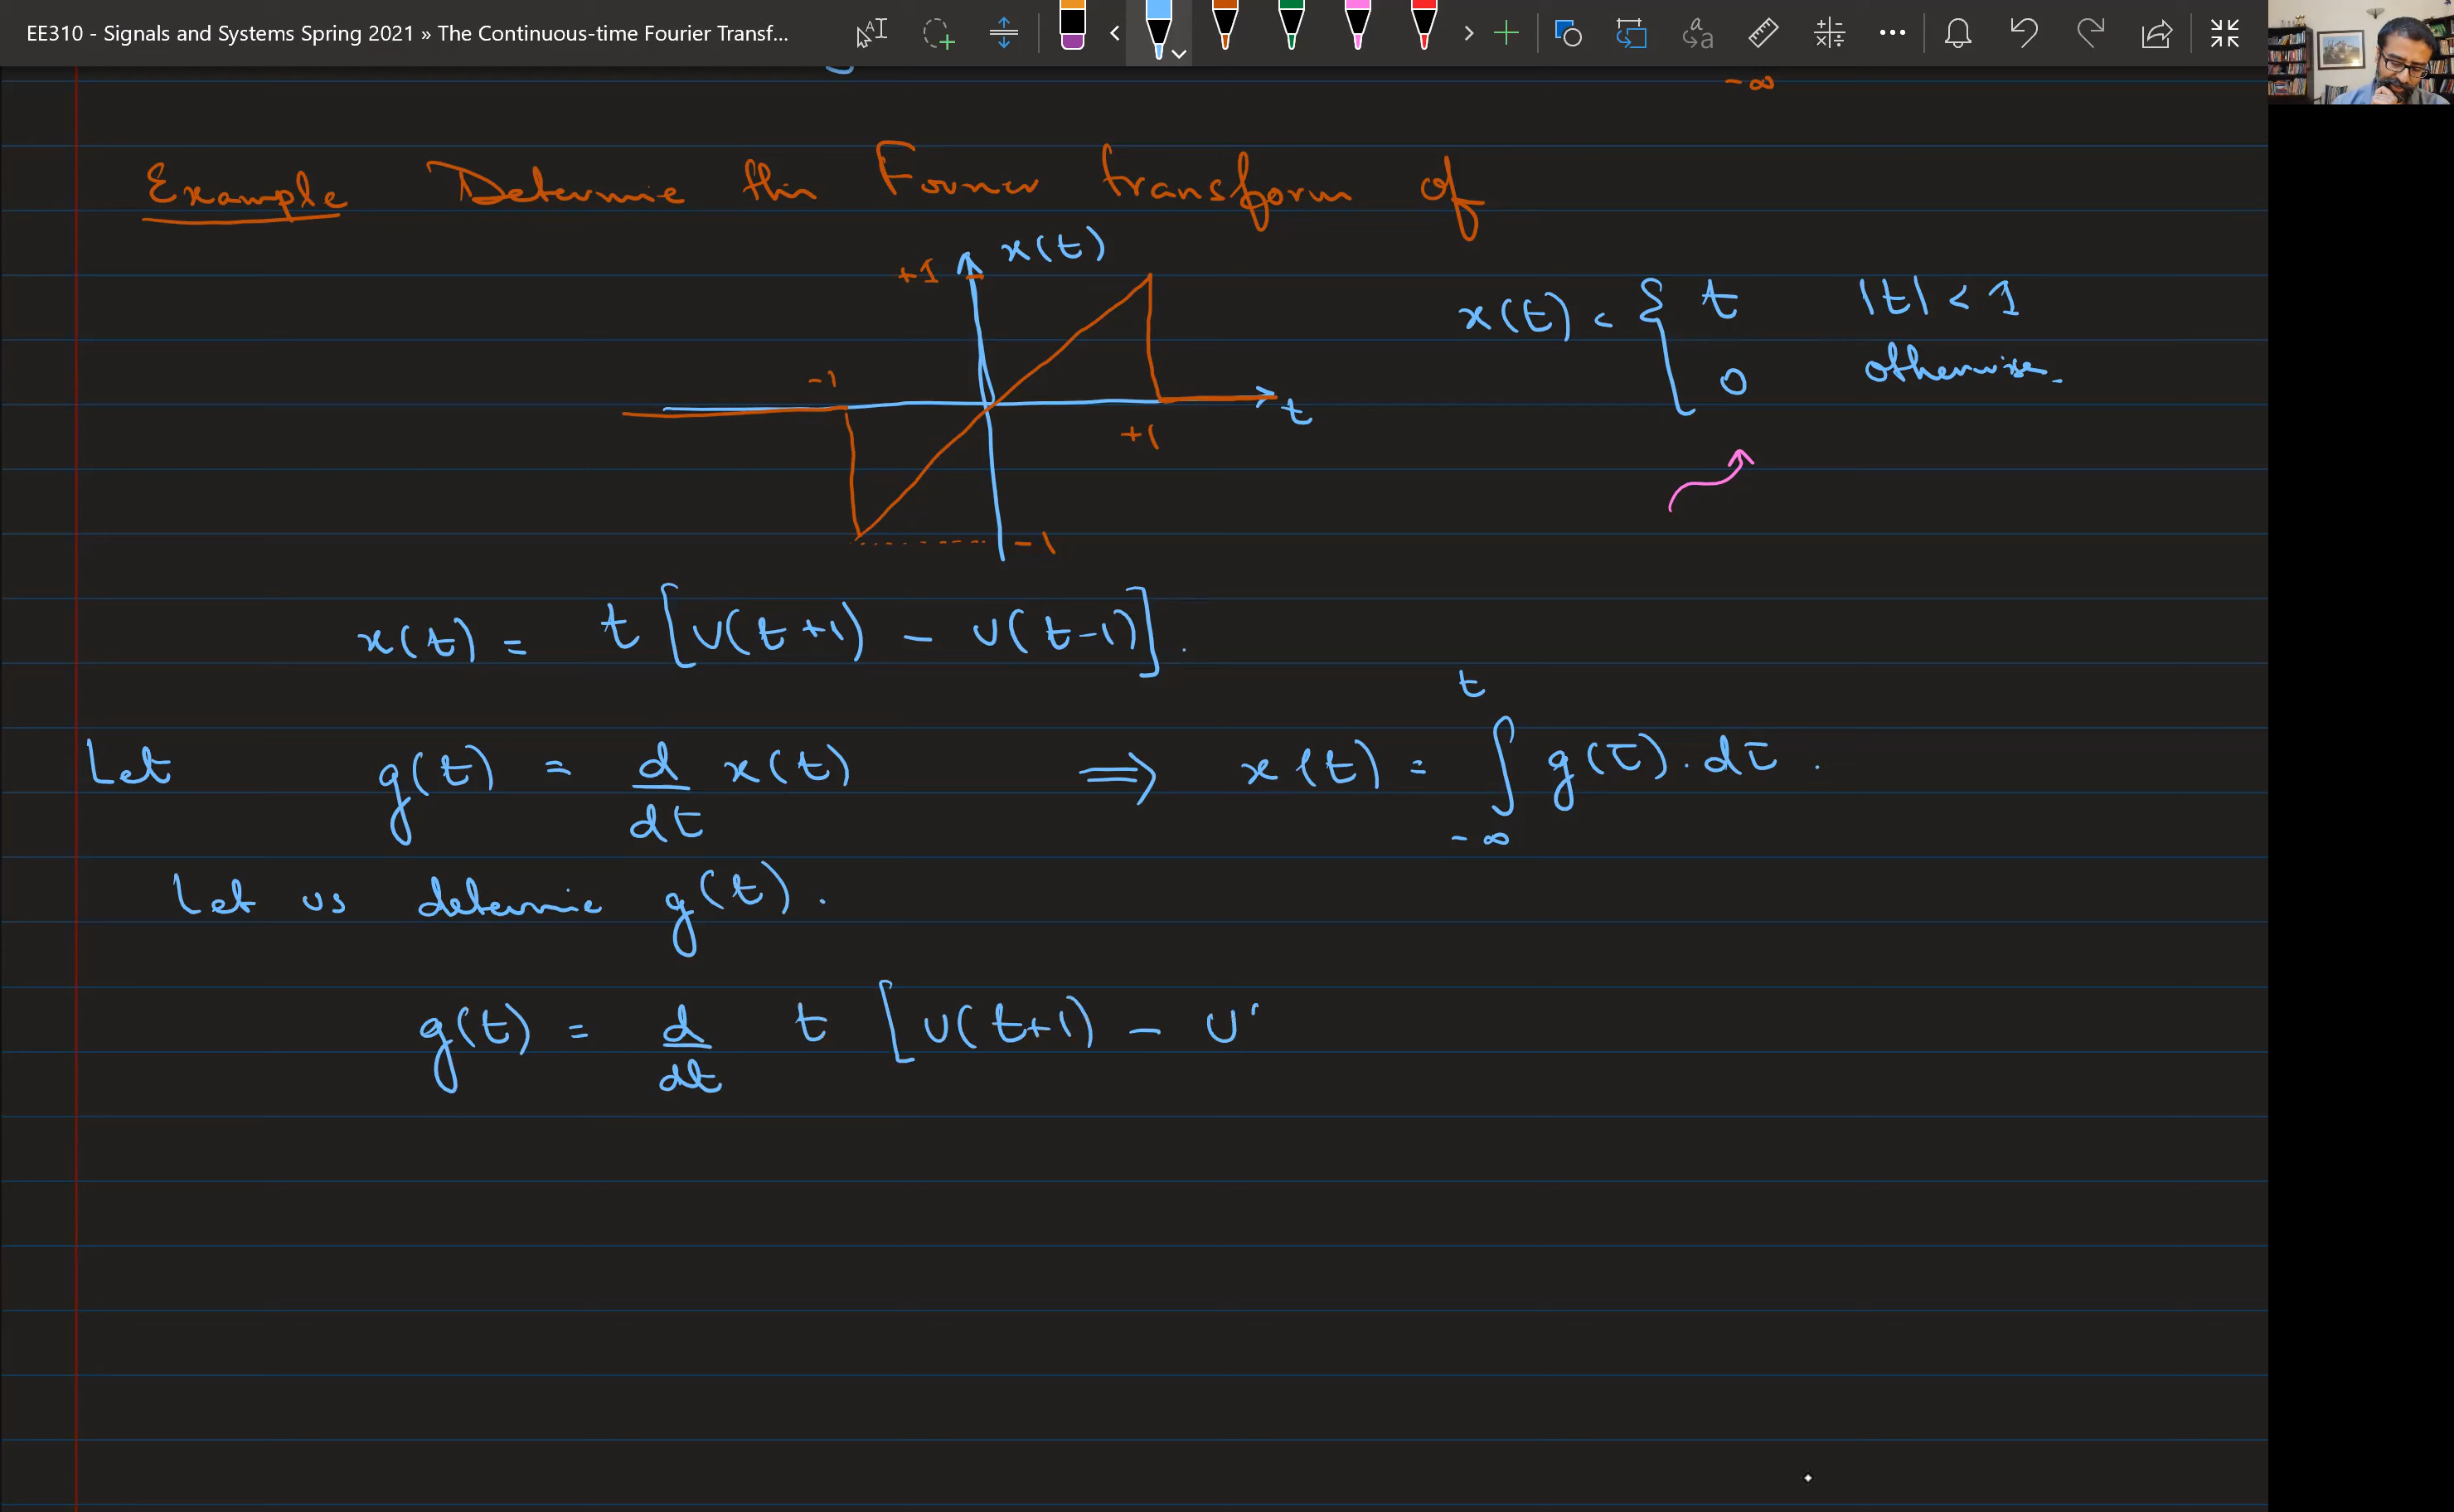 EE310 - Signals and Systems Spring 2021 » The Continuous-time Fourier Transf...
-∞
Example Determine the Fourier transform of
x(t)
+1
-1
t
+1
-1
x(t) = { t |t| < 1
0 otherwise.
x(t) = t [u(t+1) - u(t-1)].
Let g(t) = d/dt x(t) ⟹ x(t) = ∫_{-∞}^{t} g(τ).dτ.
Let us determine g(t).
g(t) = d/dt t [u(t+1) - u